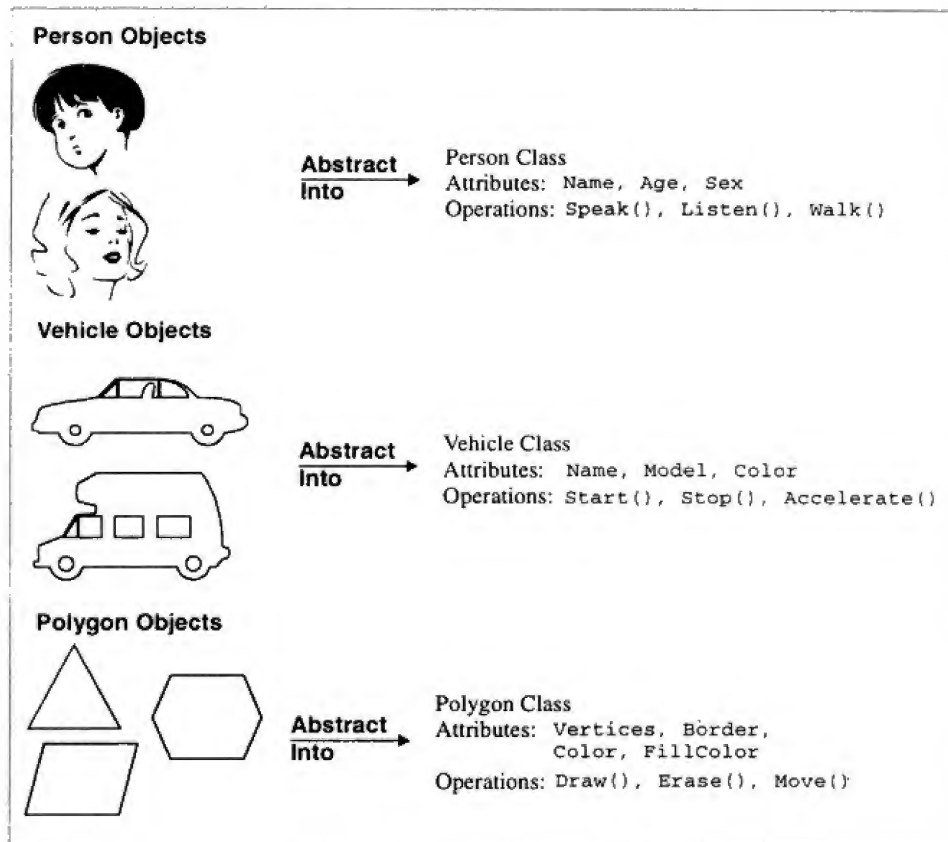 Person Objects
Abstract
Into
Person Class
Attributes: Name, Age, Sex
Operations: Speak(), Listen(), Walk()
Vehicle Objects
Abstract
Into
Vehicle Class
Attributes: Name, Model, Color
Operations: Start(), Stop(), Accelerate()
Polygon Objects
Abstract
Into
Polygon Class
Attributes: Vertices, Border,
Color, FillColor
Operations: Draw(), Erase(), Move()